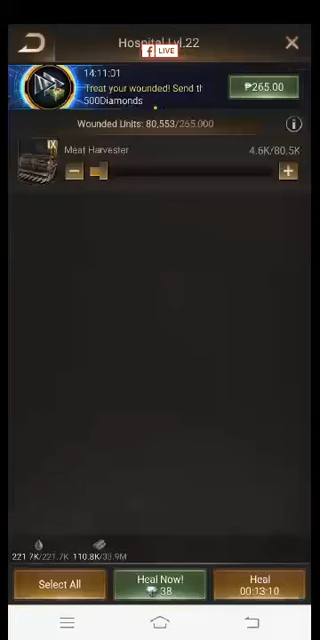 Hospital Lvl.22
LIVE
14:11:01
Treat your wounded! Send th
500Diamonds
₱265.00
Wounded Units: 80,553/265,000
IX
Meat Harvester
4.6K/80.5K
221.7K/221.7K 110.8K/33.9M
Select All
Heal Now!
38
Heal
00:13:10